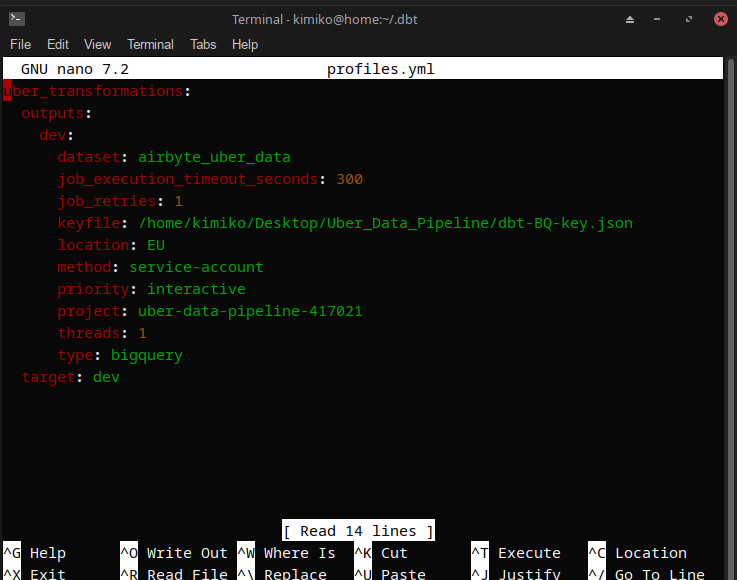 Terminal - kimiko@home:~/.dbt
File Edit View Terminal Tabs Help
GNU nano 7.2 profiles.yml
uber_transformations:
  outputs:
    dev:
      dataset: airbyte_uber_data
      job_execution_timeout_seconds: 300
      job_retries: 1
      keyfile: /home/kimiko/Desktop/Uber_Data_Pipeline/dbt-BQ-key.json
      location: EU
      method: service-account
      priority: interactive
      project: uber-data-pipeline-417021
      threads: 1
      type: bigquery
  target: dev
[ Read 14 lines ]
^G Help ^O Write Out ^W Where Is ^K Cut ^T Execute ^C Location
^X Exit ^R Read File ^\ Replace ^U Paste ^J Justify ^/ Go To Line